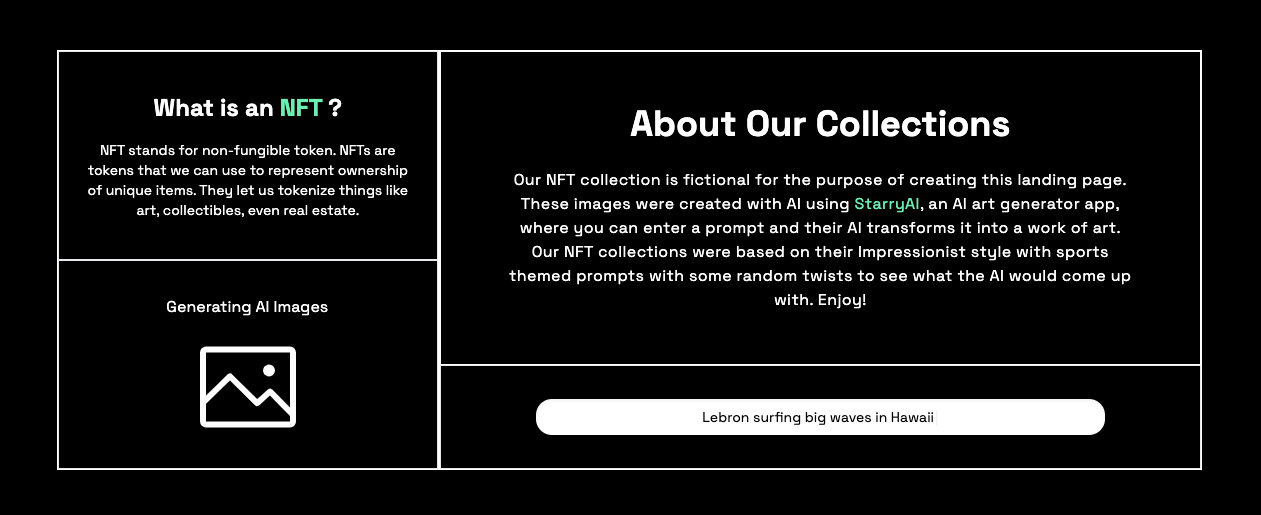 What is an NFT ?
NFT stands for non-fungible token. NFTs are
tokens that we can use to represent ownership
of unique items. They let us tokenize things like
art, collectibles, even real estate.
Generating AI Images
About Our Collections
Our NFT collection is fictional for the purpose of creating this landing page.
These images were created with AI using StarryAI, an AI art generator app,
where you can enter a prompt and their AI transforms it into a work of art.
Our NFT collections were based on their Impressionist style with sports
themed prompts with some random twists to see what the AI would come up
with. Enjoy!
Lebron surfing big waves in Hawaii